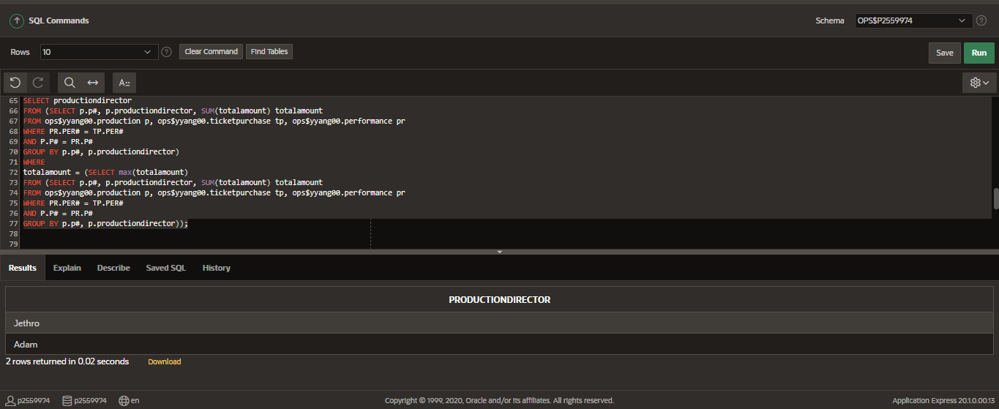 SQL Commands
Schema OPS$P2559974
Rows 10 Clear Command Find Tables Save Run
A::
65 SELECT productiondirector
66 FROM (SELECT p.p#, p.productiondirector, SUM(totalamount) totalamount
67 FROM ops$yyang00.production p, ops$yyang00.ticketpurchase tp, ops$yyang00.performance pr
68 WHERE PR.PER# = TP.PER#
69 AND P.P# = PR.P#
70 GROUP BY p.p#, p.productiondirector)
71 WHERE
72 totalamount = (SELECT max(totalamount)
73 FROM (SELECT p.p#, p.productiondirector, SUM(totalamount) totalamount
74 FROM ops$yyang00.production p, ops$yyang00.ticketpurchase tp, ops$yyang00.performance pr
75 WHERE PR.PER# = TP.PER#
76 AND P.P# = PR.P#
77 GROUP BY p.p#, p.productiondirector));
78
79
Results Explain Describe Saved SQL History
PRODUCTIONDIRECTOR
Jethro
Adam
2 rows returned in 0.02 seconds Download
p2559974 p2559974 en Copyright © 1999, 2020, Oracle and/or its affiliates. All rights reserved. Application Express 20.1.0.00.13